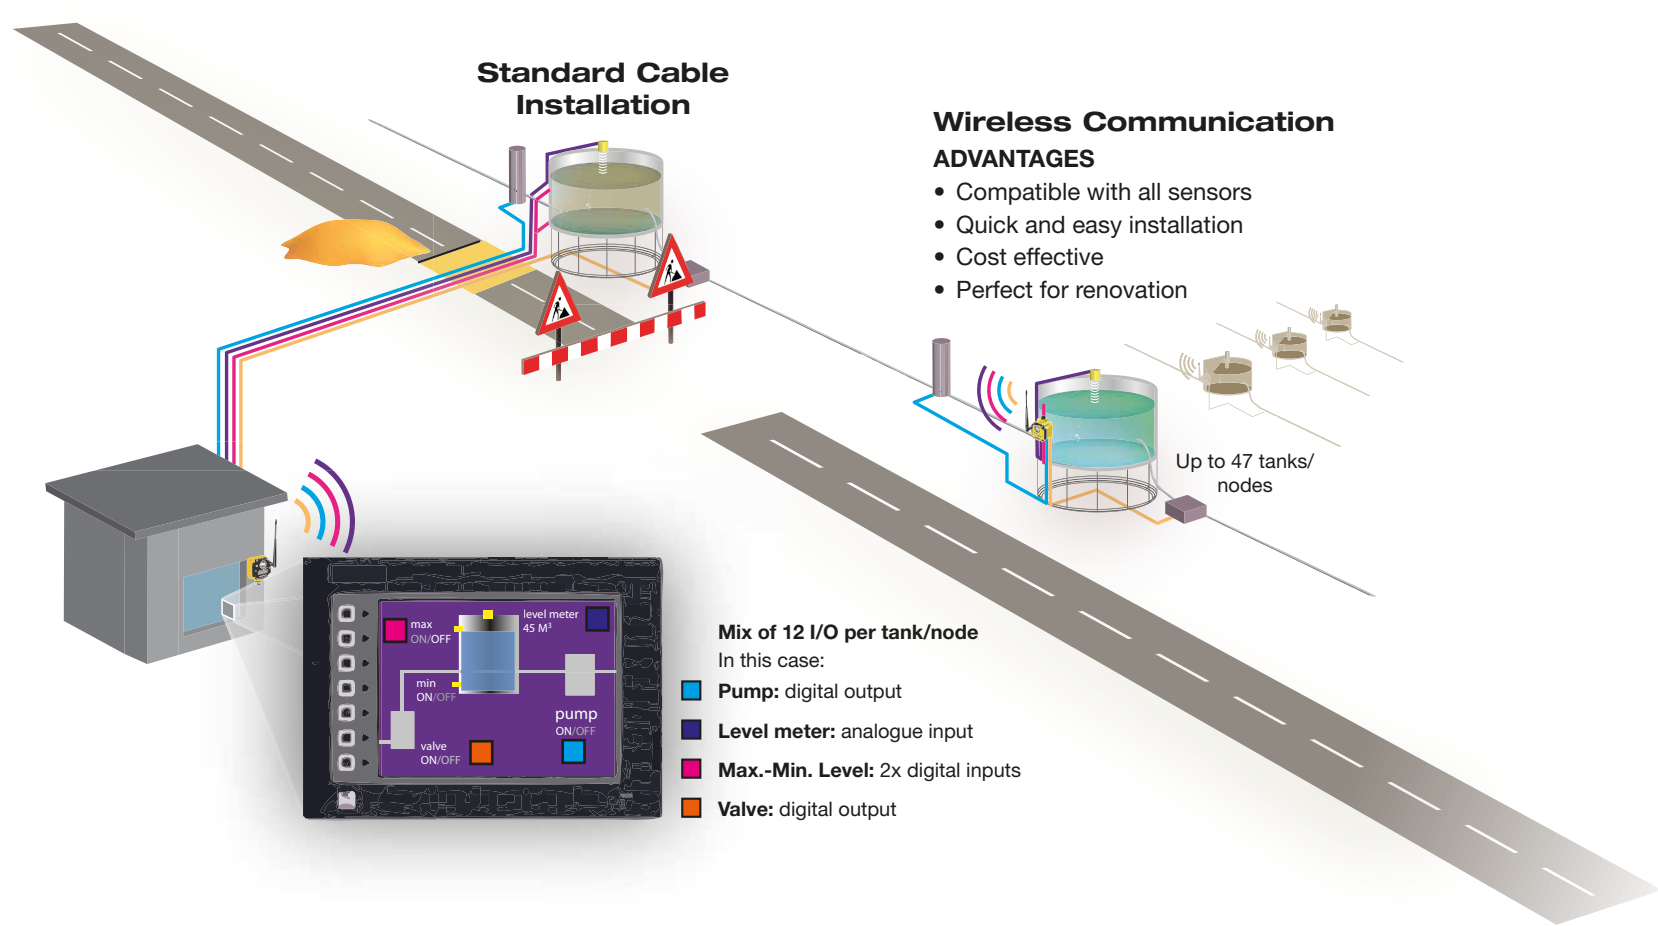 Standard Cable
Installation
Wireless Communication
ADVANTAGES
• Compatible with all sensors
• Quick and easy installation
• Cost effective
• Perfect for renovation
Up to 47 tanks/
nodes
max
ON/OFF
level meter
45 M³
min
ON/OFF
pump
ON/OFF
valve
ON/OFF
Mix of 12 I/O per tank/node
In this case:
Pump: digital output
Level meter: analogue input
Max.-Min. Level: 2x digital inputs
Valve: digital output